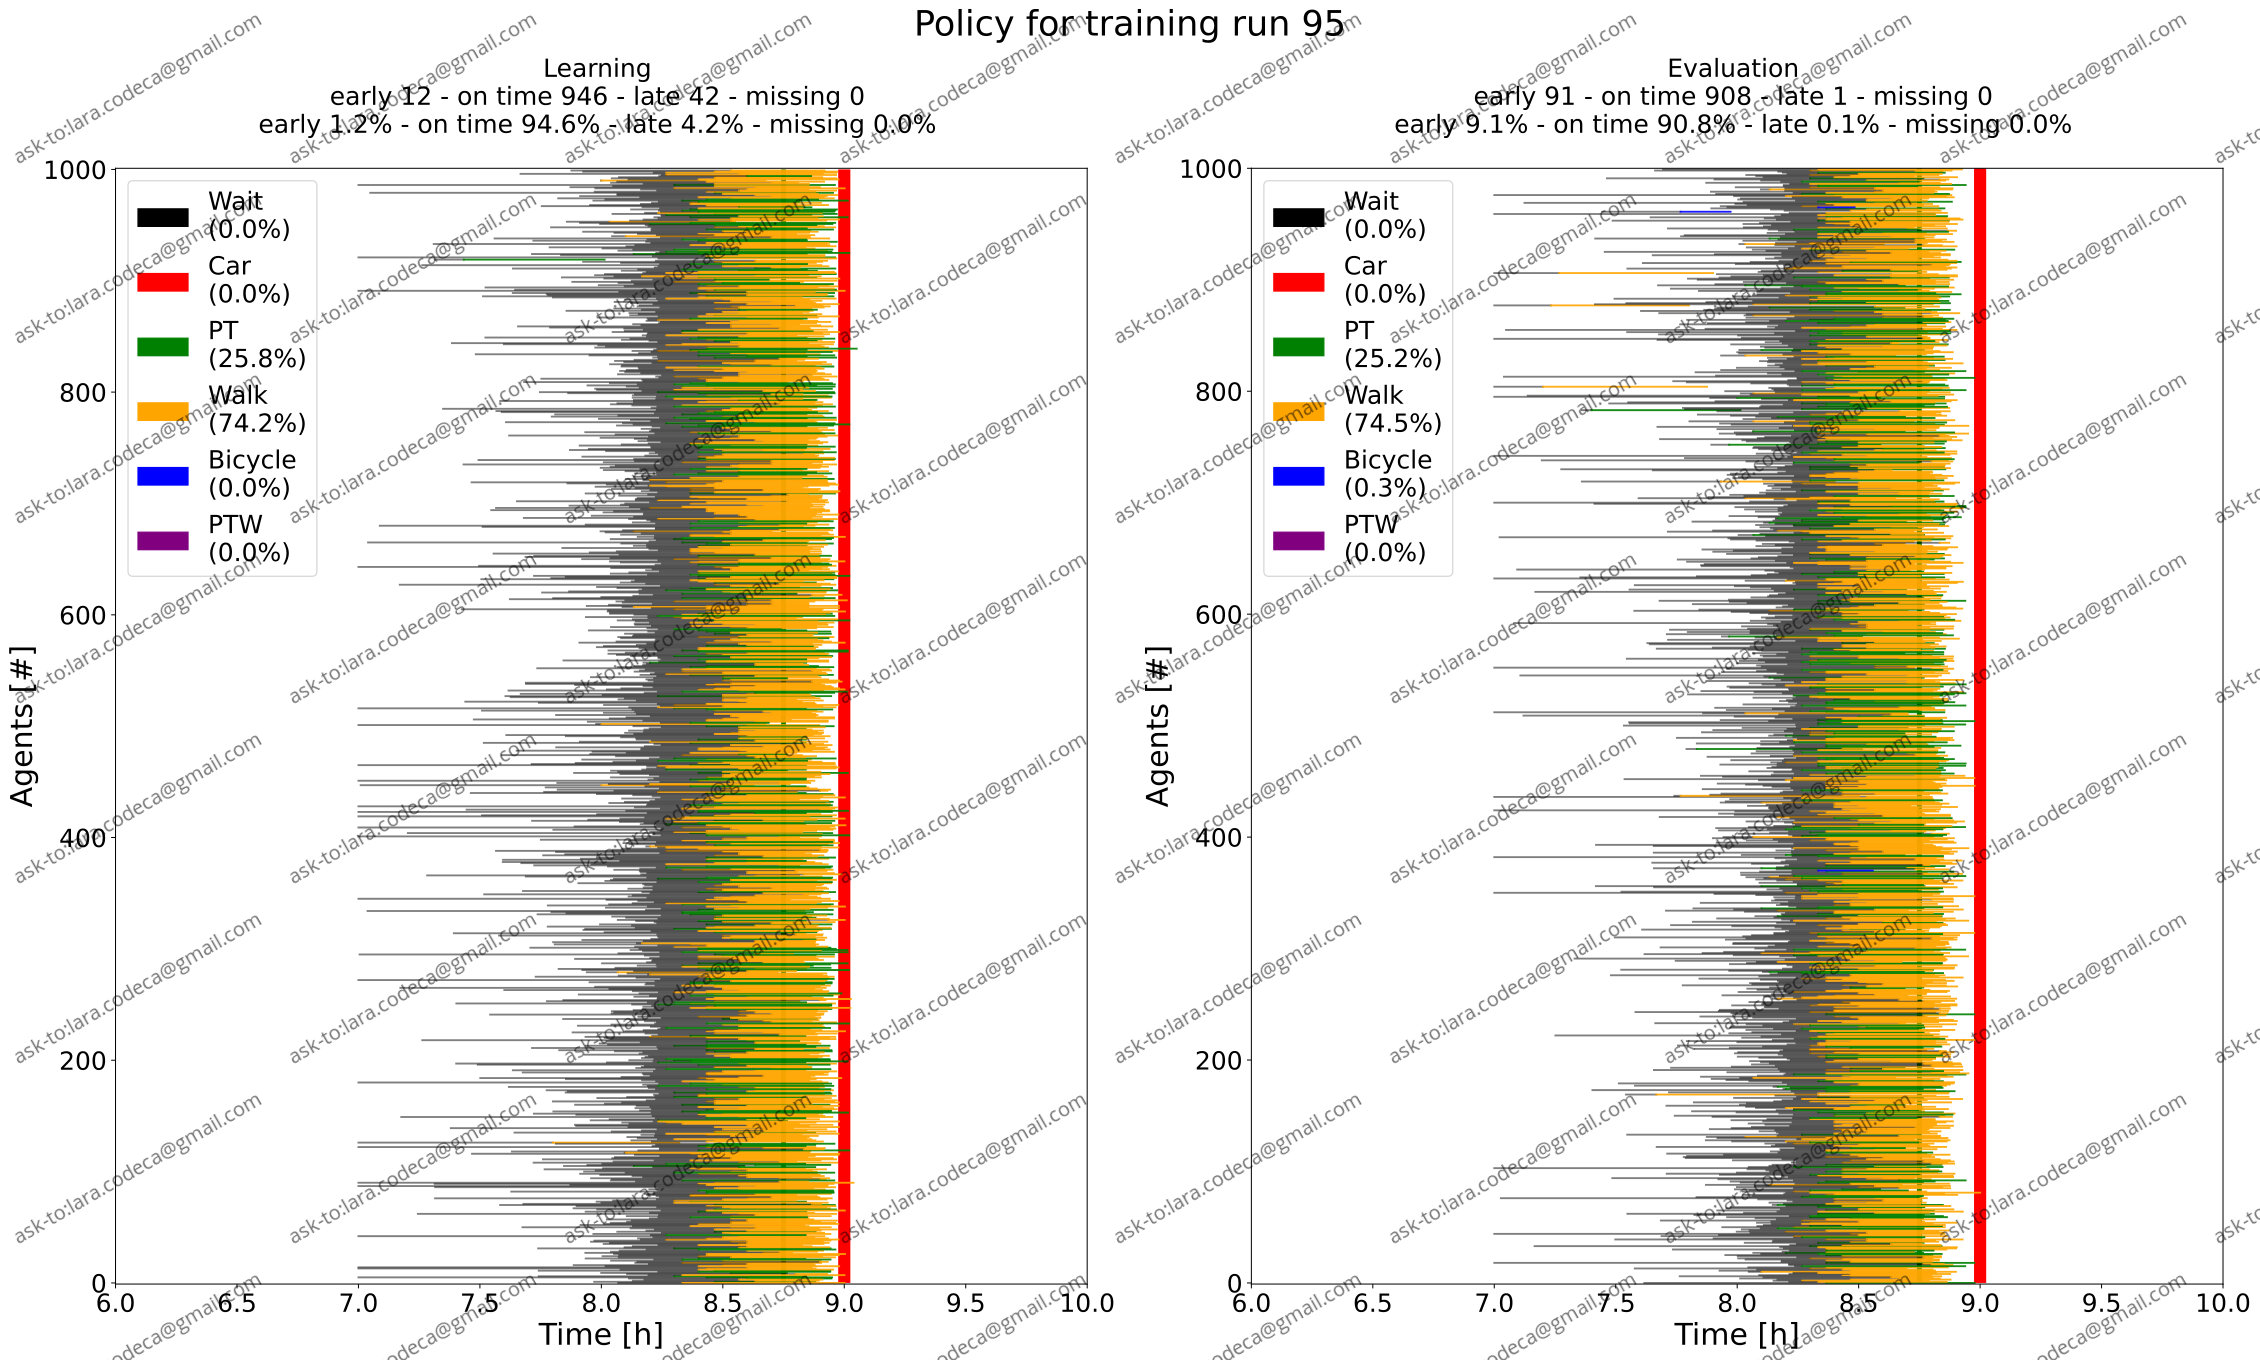 Policy for training run 95
Learning
early 12 - on time 946 - late 42 - missing 0
early 1.2% - on time 94.6% - late 4.2% - missing 0.0%
1000
800
600
400
200
0
Agents [#]
Wait
(0.0%)
Car
(0.0%)
PT
(25.8%)
Walk
(74.2%)
Bicycle
(0.0%)
PTW
(0.0%)
6.0 6.5 7.0 7.5 8.0 8.5 9.0 9.5 10.0
Time [h]
Evaluation
early 91 - on time 908 - late 1 - missing 0
early 9.1% - on time 90.8% - late 0.1% - missing 0.0%
1000
800
600
400
200
0
Agents [#]
Wait
(0.0%)
Car
(0.0%)
PT
(25.2%)
Walk
(74.5%)
Bicycle
(0.3%)
PTW
(0.0%)
6.0 6.5 7.0 7.5 8.0 8.5 9.0 9.5 10.0
Time [h]
ask-to:lara.codeca@gmail.com